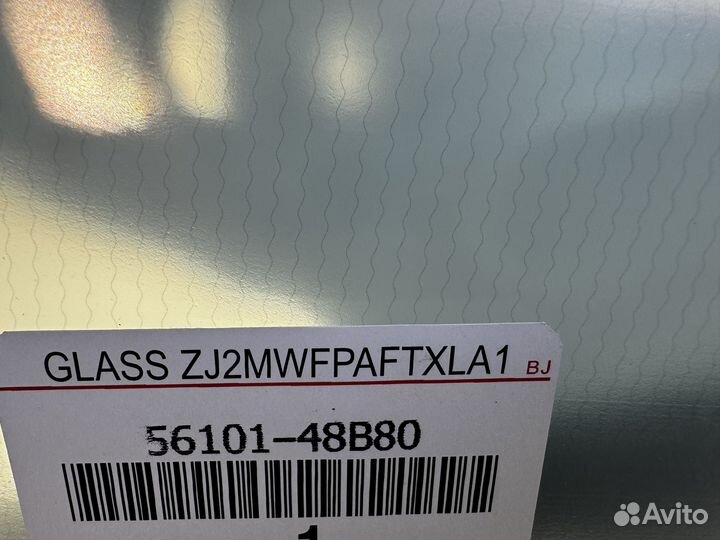 GLASS ZJ2MWFPAFTXLA1 BJ
56101-48B80
1
Avito